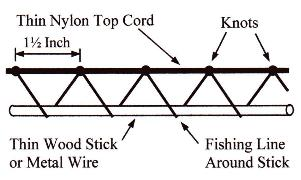 Thin Nylon Top Cord
Knots
1½ Inch
Thin Wood Stick
or Metal Wire
Fishing Line
Around Stick